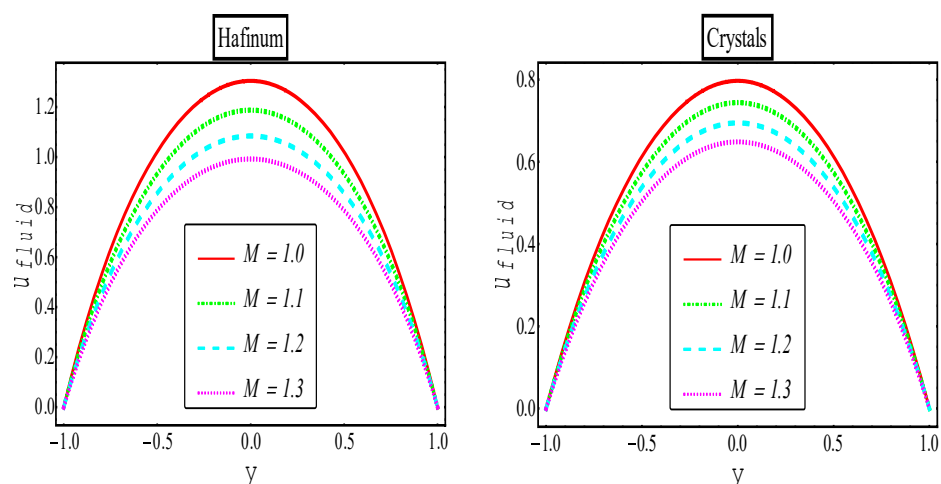 Hafinum
u fluid
1.2
1.0
0.8
0.6
0.4
0.2
0.0
M = 1.0
M = 1.1
M = 1.2
M = 1.3
−1.0 −0.5 0.0 0.5 1.0
y
Crystals
u fluid
0.8
0.6
0.4
0.2
0.0
M = 1.0
M = 1.1
M = 1.2
M = 1.3
−1.0 −0.5 0.0 0.5 1.0
y